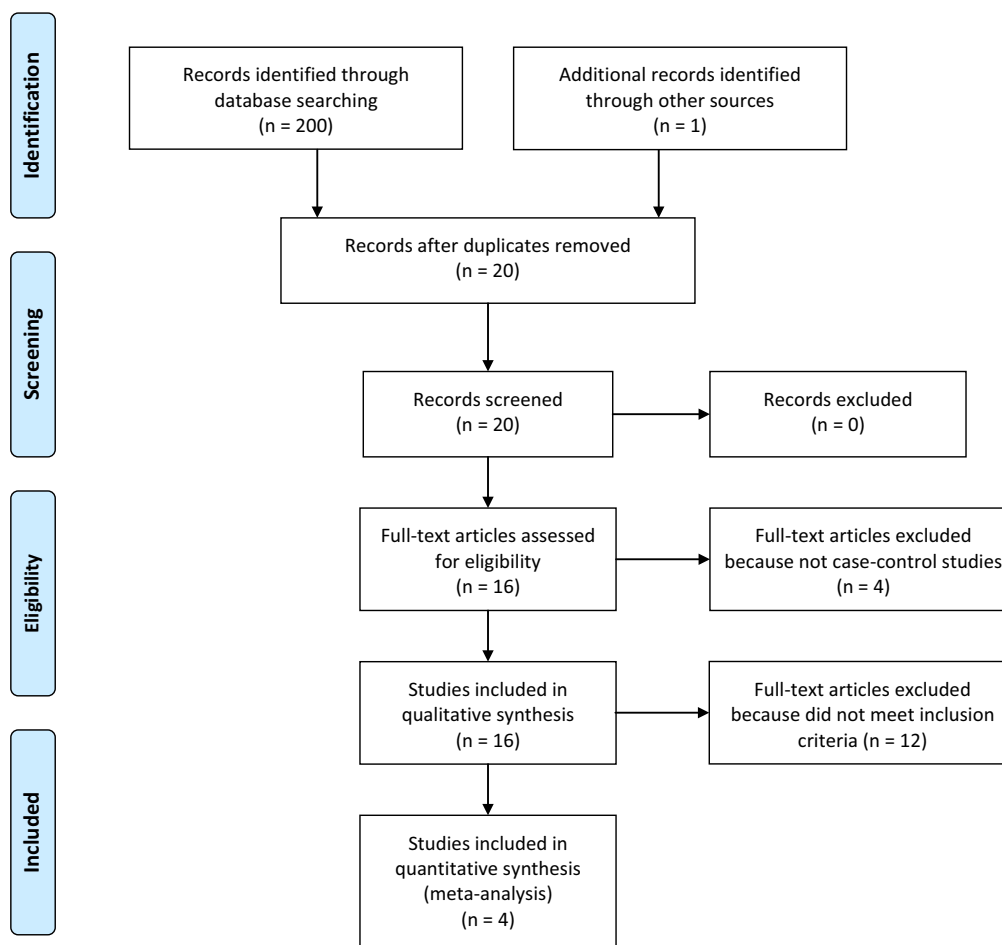 Identification
Records identified through
database searching
(n = 200)
Additional records identified
through other sources
(n = 1)
Records after duplicates removed
(n = 20)
Screening
Records screened
(n = 20)
Records excluded
(n = 0)
Eligibility
Full-text articles assessed
for eligibility
(n = 16)
Full-text articles excluded
because not case-control studies
(n = 4)
Studies included in
qualitative synthesis
(n = 16)
Full-text articles excluded
because did not meet inclusion
criteria (n = 12)
Included
Studies included in
quantitative synthesis
(meta-analysis)
(n = 4)